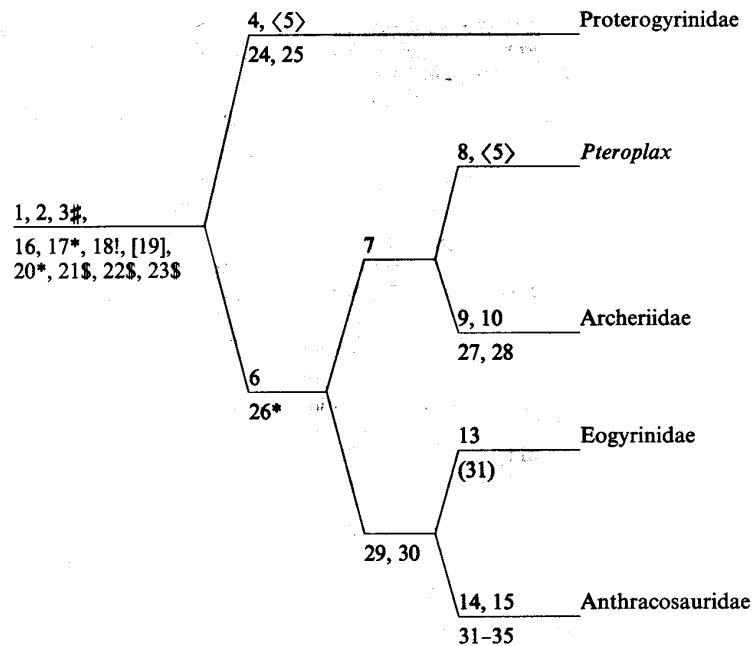 4, ⟨5⟩
Proterogyrinidae
24, 25
8, ⟨5⟩
Pteroplax
1, 2, 3#,
16, 17*, 18!, [19],
20*, 21$, 22$, 23$
7
9, 10
Archeriidae
27, 28
6
26*
13
Eogyrinidae
(31)
29, 30
14, 15
Anthracosauridae
31–35